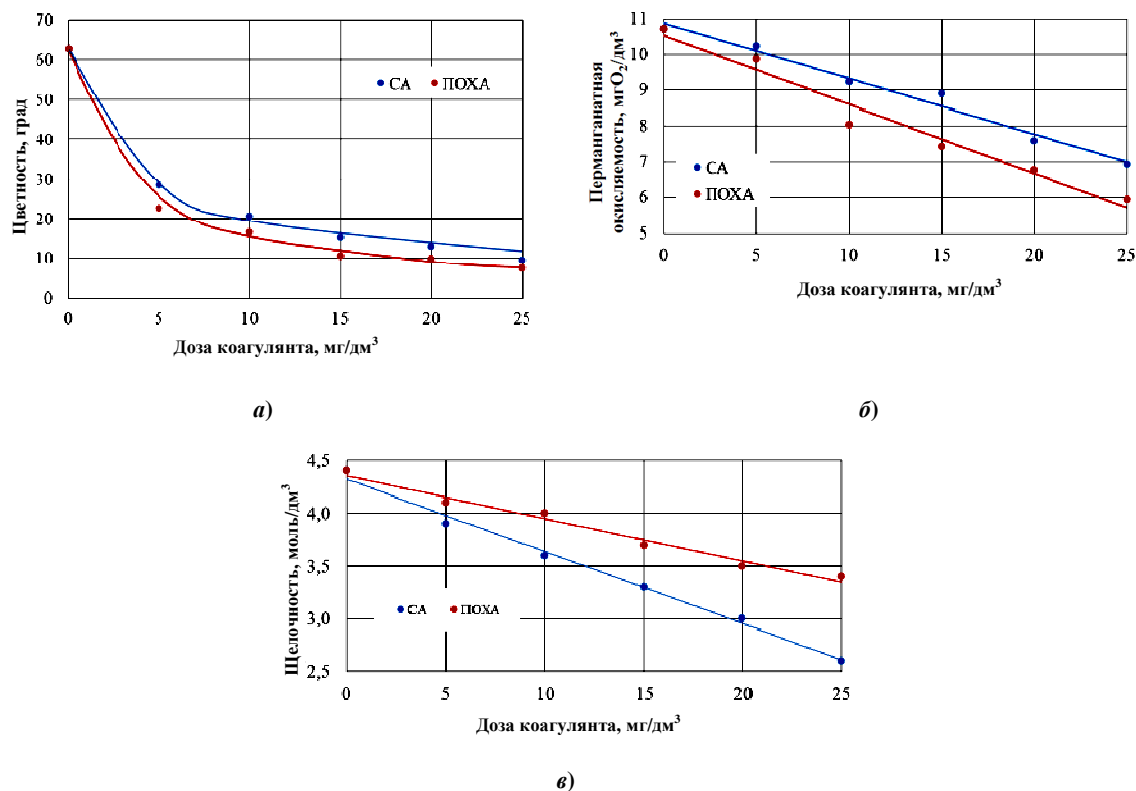 70
60
50
40
30
20
10
0
Цветность, град
СА ПОХА
0 5 10 15 20 25
Доза коагулянта, мг/дм³
а)
11
10
9
8
7
6
5
Перманганатная
окисляемость, мгО₂/дм³
СА
ПОХА
0 5 10 15 20 25
Доза коагулянта, мг/дм³
б)
4,5
4,0
3,5
3,0
2,5
Щелочность, моль/дм³
СА ПОХА
0 5 10 15 20 25
Доза коагулянта, мг/дм³
в)